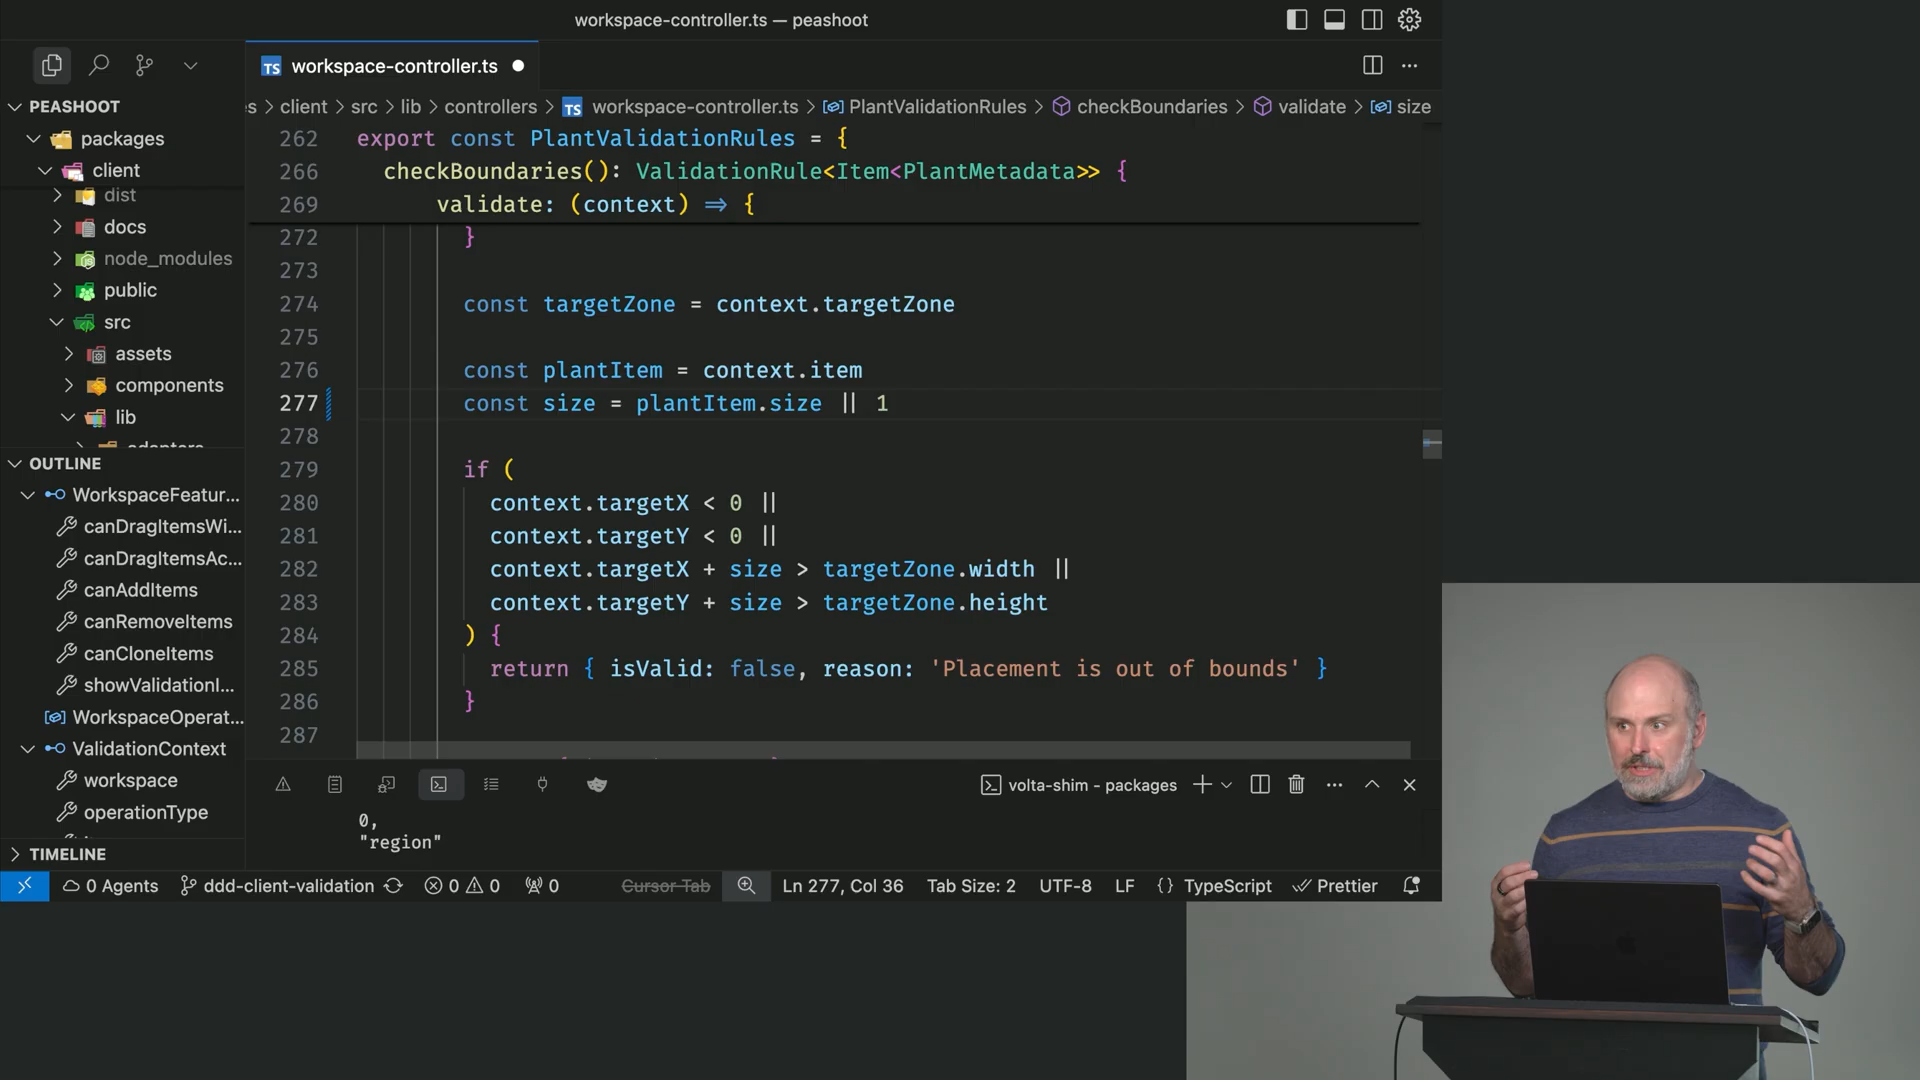 workspace-controller.ts — peashoot
TS workspace-controller.ts
PEASHOOT
packages
client
dist
docs
node_modules
public
src
assets
components
lib
OUTLINE
WorkspaceFeatur...
canDragItemsWi...
canDragItemsAc...
canAddItems
canRemoveItems
canCloneItems
showValidationI...
WorkspaceOperat...
ValidationContext
workspace
operationType
TIMELINE
s > client > src > lib > controllers > TS workspace-controller.ts > PlantValidationRules > checkBoundaries > validate > size
262 export const PlantValidationRules = {
266 checkBoundaries(): ValidationRule<Item<PlantMetadata>> {
269 validate: (context) => {
272 }
273
274 const targetZone = context.targetZone
275
276 const plantItem = context.item
277 const size = plantItem.size || 1
278
279 if (
280 context.targetX < 0 ||
281 context.targetY < 0 ||
282 context.targetX + size > targetZone.width ||
283 context.targetY + size > targetZone.height
284 ) {
285 return { isValid: false, reason: 'Placement is out of bounds' }
286 }
287
volta-shim - packages
0,
"region"
0 Agents ddd-client-validation 0 0 0 Cursor Tab Ln 277, Col 36 Tab Size: 2 UTF-8 LF {} TypeScript Prettier